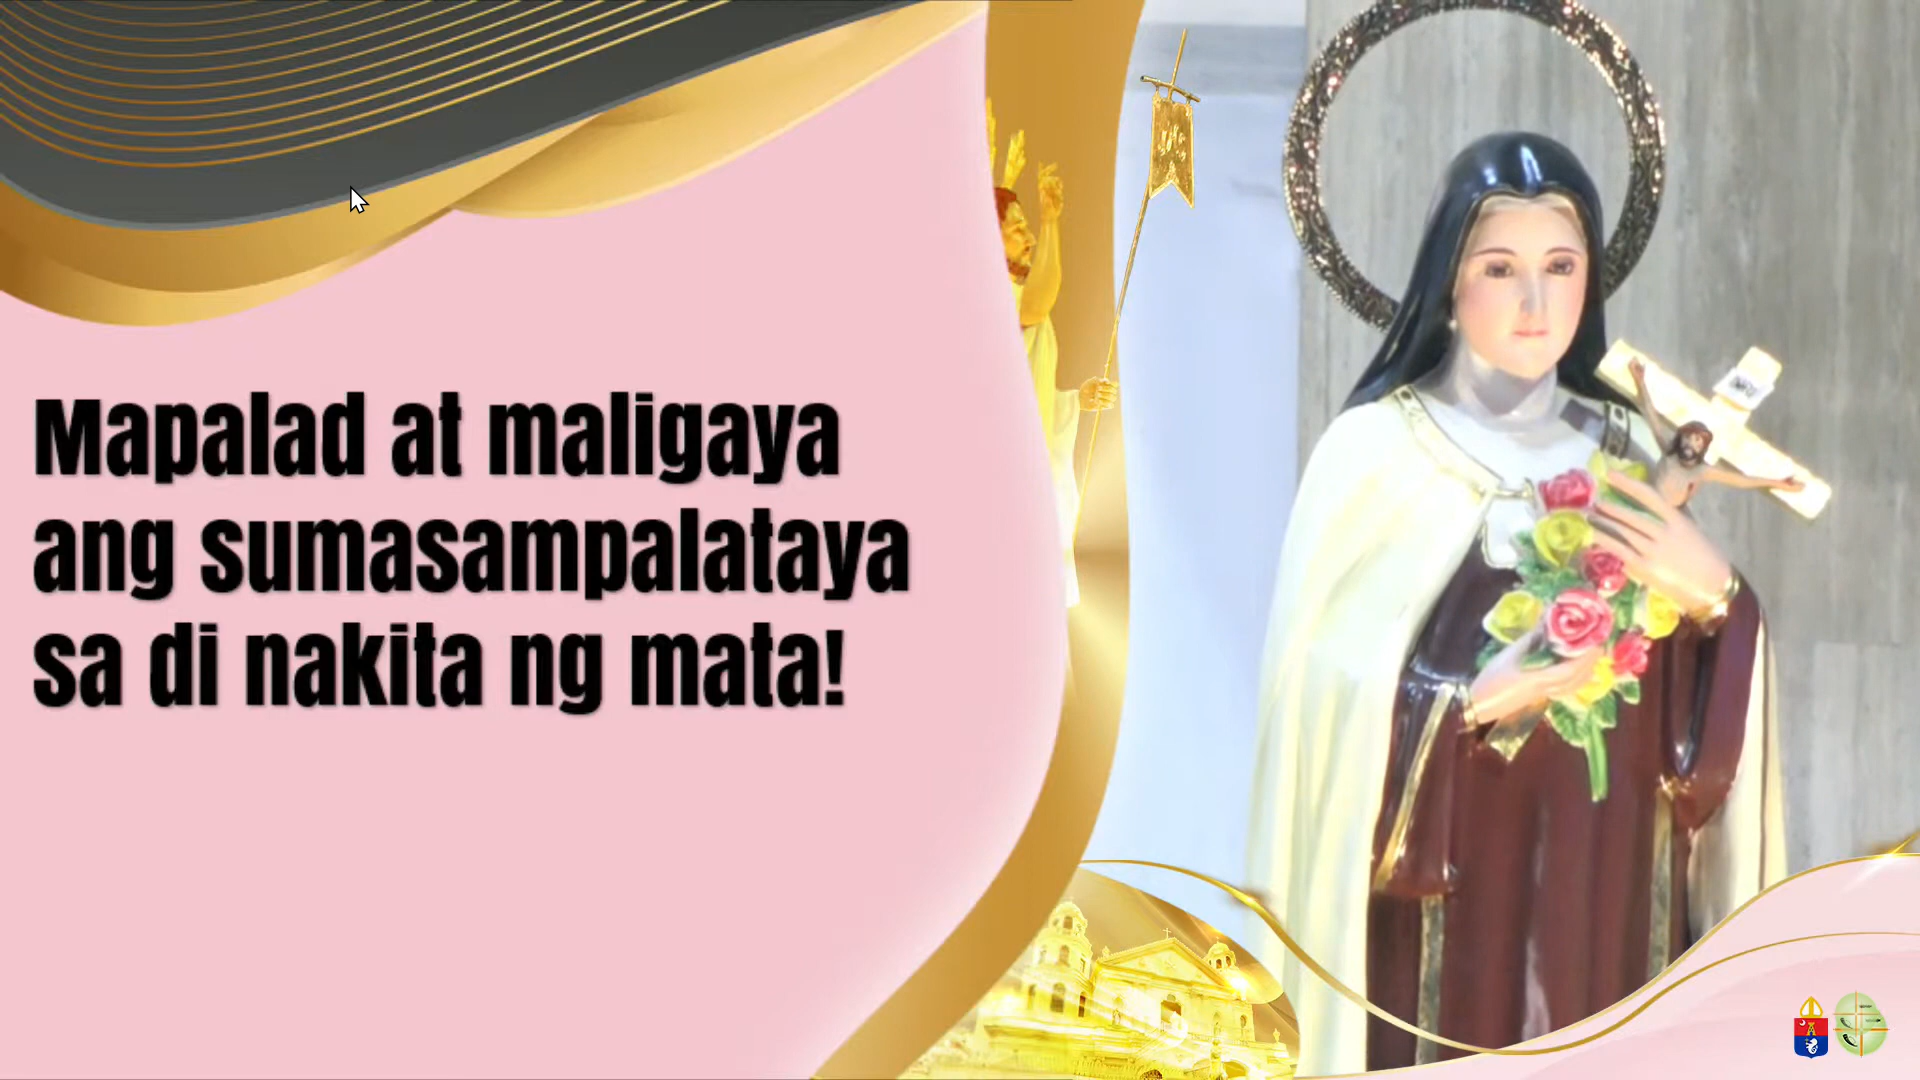 Mapalad at maligaya
ang sumasampalataya
sa di nakita ng mata!